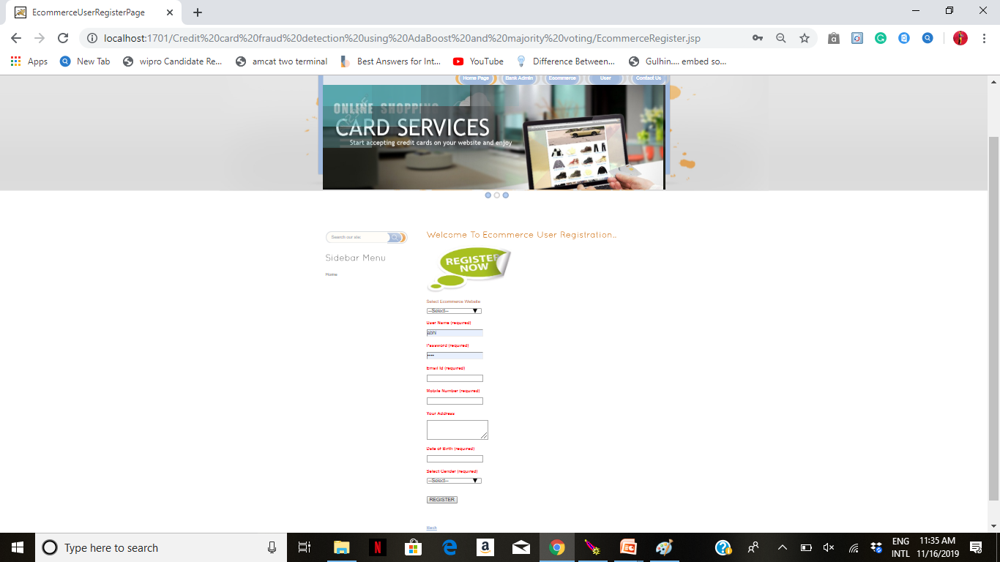 EcommerceUserRegisterPage
localhost:1701/Credit%20card%20fraud%20detection%20using%20AdaBoost%20and%20majority%20voting/EcommerceRegister.jsp
Apps New Tab wipro Candidate Re... amcat two terminal Best Answers for Int... YouTube Difference Between... Gulhin.... embed so...
Home Page Bank Admin Ecommerce User Contact Us
ONLINE SHOPPING
CARD SERVICES
Start accepting credit cards on your website and enjoy
Search our site:
Welcome To Ecommerce User Registration..
Sidebar Menu
REGISTER
NOW
Home
Select Ecommerce Website
--Select--
User Name (required)
abhi
Password (required)
••••
Email Id (required)
Mobile Number (required)
Your Address
Date of Birth (required)
Select Gender (required)
--Select--
REGISTER
Back
Type here to search
ENG 11:35 AM
INTL 11/16/2019